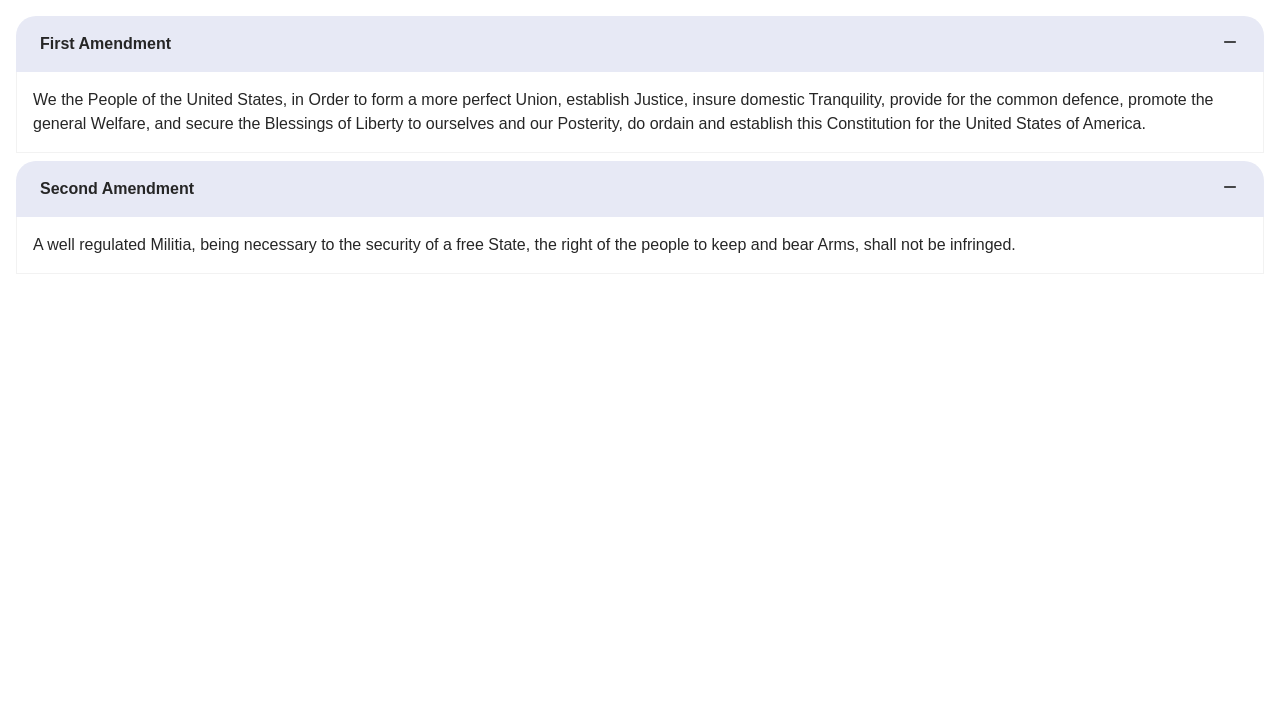 First Amendment
We the People of the United States, in Order to form a more perfect Union, establish Justice, insure domestic Tranquility, provide for the common defence, promote the
general Welfare, and secure the Blessings of Liberty to ourselves and our Posterity, do ordain and establish this Constitution for the United States of America.
Second Amendment
A well regulated Militia, being necessary to the security of a free State, the right of the people to keep and bear Arms, shall not be infringed.